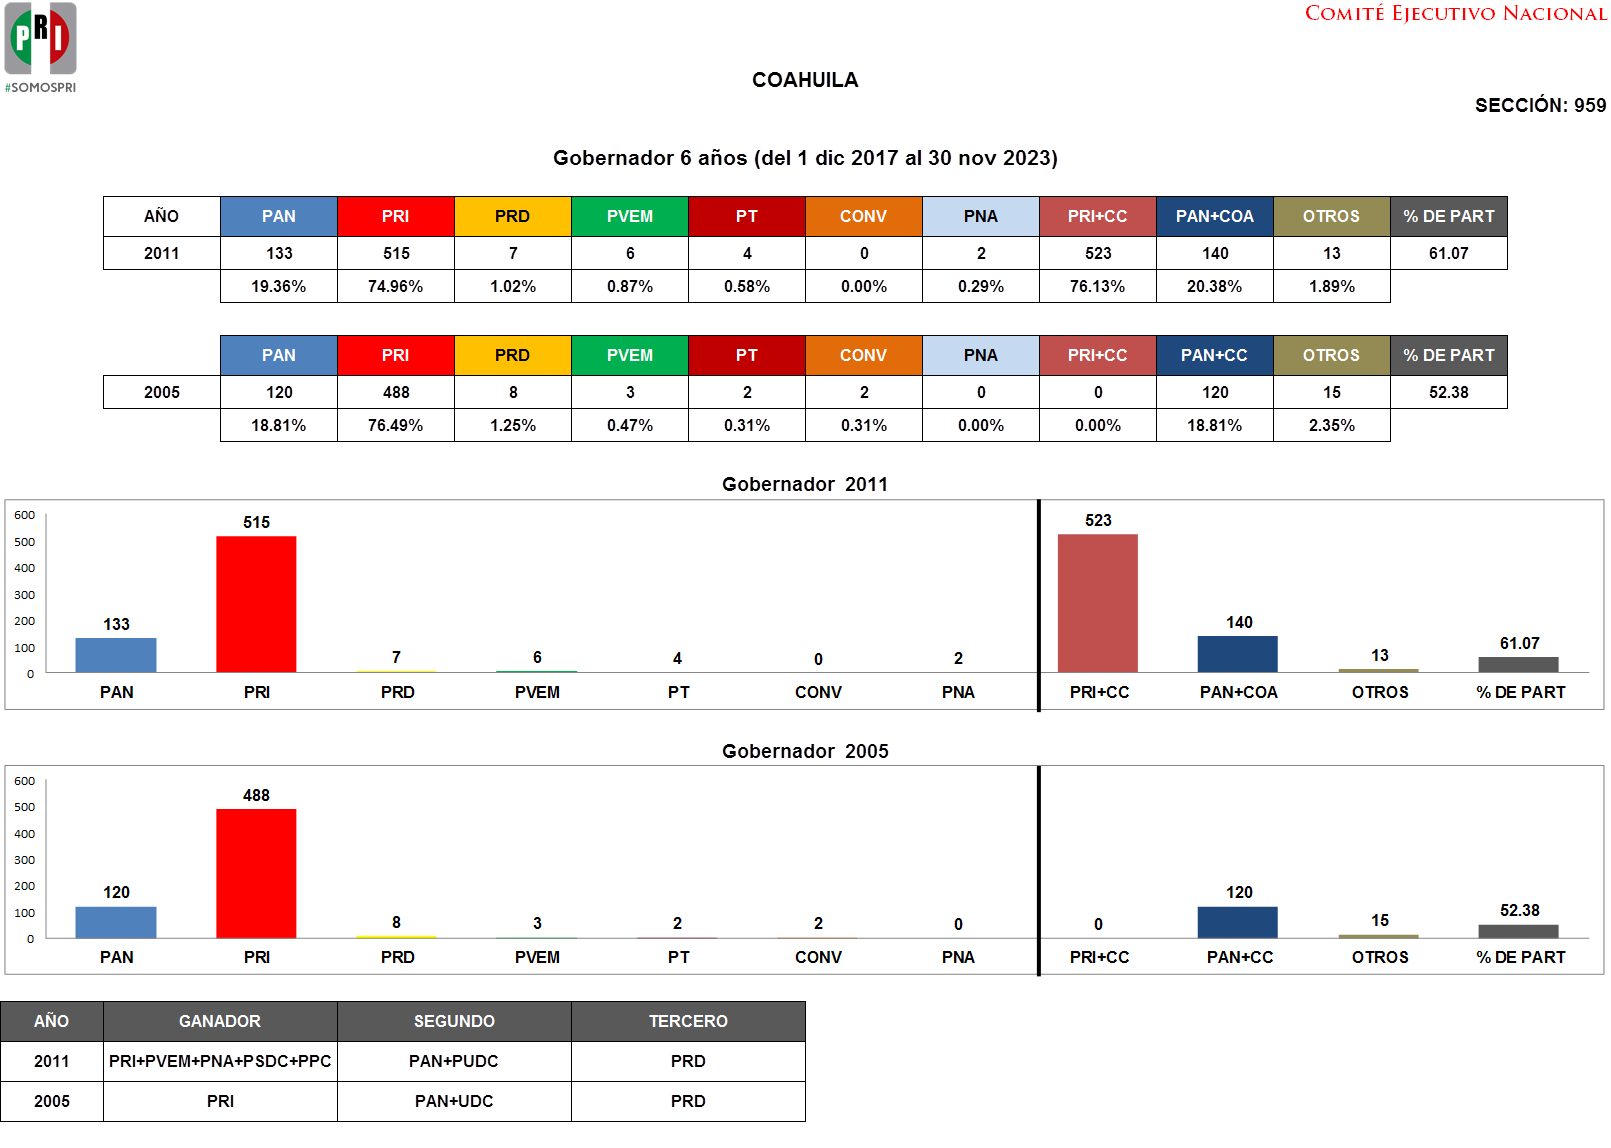 PRI
#SOMOSPRI
COMITÉ EJECUTIVO NACIONAL
COAHUILA
SECCIÓN: 959
Gobernador 6 años (del 1 dic 2017 al 30 nov 2023)
AÑO PAN PRI PRD PVEM PT CONV PNA PRI+CC PAN+COA OTROS % DE PART
2011 133 515 7 6 4 0 2 523 140 13 61.07
19.36% 74.96% 1.02% 0.87% 0.58% 0.00% 0.29% 76.13% 20.38% 1.89%
PAN PRI PRD PVEM PT CONV PNA PRI+CC PAN+CC OTROS % DE PART
2005 120 488 8 3 2 2 0 0 120 15 52.38
18.81% 76.49% 1.25% 0.47% 0.31% 0.31% 0.00% 0.00% 18.81% 2.35%
Gobernador 2011
600
500
400
300
200
100
0
133 515 7 6 4 0 2 523 140 13 61.07
PAN PRI PRD PVEM PT CONV PNA PRI+CC PAN+COA OTROS % DE PART
Gobernador 2005
600
500
400
300
200
100
0
120 488 8 3 2 2 0 0 120 15 52.38
PAN PRI PRD PVEM PT CONV PNA PRI+CC PAN+CC OTROS % DE PART
AÑO GANADOR SEGUNDO TERCERO
2011 PRI+PVEM+PNA+PSDC+PPC PAN+PUDC PRD
2005 PRI PAN+UDC PRD